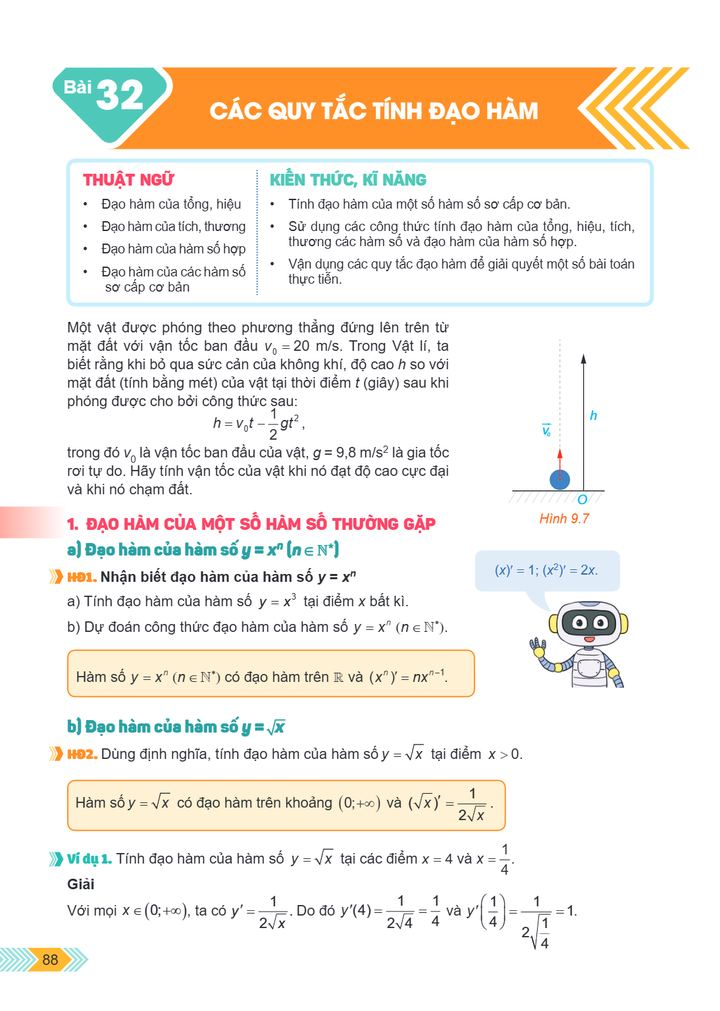 Bài 32
CÁC QUY TẮC TÍNH ĐẠO HÀM
THUẬT NGỮ
• Đạo hàm của tổng, hiệu
• Đạo hàm của tích, thương
• Đạo hàm của hàm số hợp
• Đạo hàm của các hàm số
sơ cấp cơ bản
KIẾN THỨC, KĨ NĂNG
• Tính đạo hàm của một số hàm số sơ cấp cơ bản.
• Sử dụng các công thức tính đạo hàm của tổng, hiệu, tích,
thương các hàm số và đạo hàm của hàm số hợp.
• Vận dụng các quy tắc đạo hàm để giải quyết một số bài toán
thực tiễn.
Một vật được phóng theo phương thẳng đứng lên trên từ
mặt đất với vận tốc ban đầu v₀ = 20 m/s. Trong Vật lí, ta
biết rằng khi bỏ qua sức cản của không khí, độ cao h so với
mặt đất (tính bằng mét) của vật tại thời điểm t (giây) sau khi
phóng được cho bởi công thức sau:
h = v₀t − 1/2 gt²,
trong đó v₀ là vận tốc ban đầu của vật, g = 9,8 m/s² là gia tốc
rơi tự do. Hãy tính vận tốc của vật khi nó đạt độ cao cực đại
và khi nó chạm đất.
h
v₀
O
Hình 9.7
1. ĐẠO HÀM CỦA MỘT SỐ HÀM SỐ THƯỜNG GẶP
a) Đạo hàm của hàm số y = xⁿ (n ∈ ℕ*)
HĐ1. Nhận biết đạo hàm của hàm số y = xⁿ
a) Tính đạo hàm của hàm số y = x³ tại điểm x bất kì.
b) Dự đoán công thức đạo hàm của hàm số y = xⁿ (n ∈ ℕ*).
(x)′ = 1; (x²)′ = 2x.
Hàm số y = xⁿ (n ∈ ℕ*) có đạo hàm trên ℝ và (xⁿ)′ = nxⁿ⁻¹.
b) Đạo hàm của hàm số y = √x
HĐ2. Dùng định nghĩa, tính đạo hàm của hàm số y = √x tại điểm x > 0.
Hàm số y = √x có đạo hàm trên khoảng (0; +∞) và (√x)′ = 1/(2√x).
Ví dụ 1. Tính đạo hàm của hàm số y = √x tại các điểm x = 4 và x = 1/4.
Giải
Với mọi x ∈ (0; +∞), ta có y′ = 1/(2√x). Do đó y′(4) = 1/(2√4) = 1/4 và y′(1/4) = 1/(2√(1/4)) = 1.
88